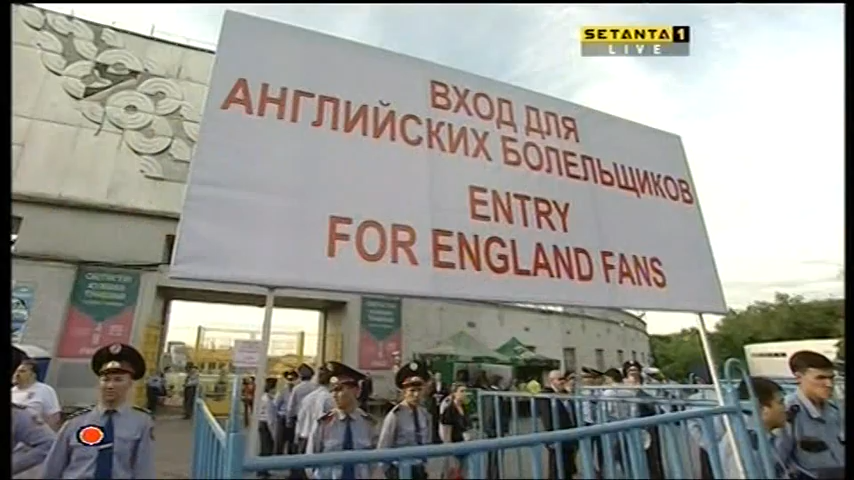 SETANTA 1
LIVE
ВХОД ДЛЯ
АНГЛИЙСКИХ БОЛЕЛЬЩИКОВ
ENTRY
FOR ENGLAND FANS